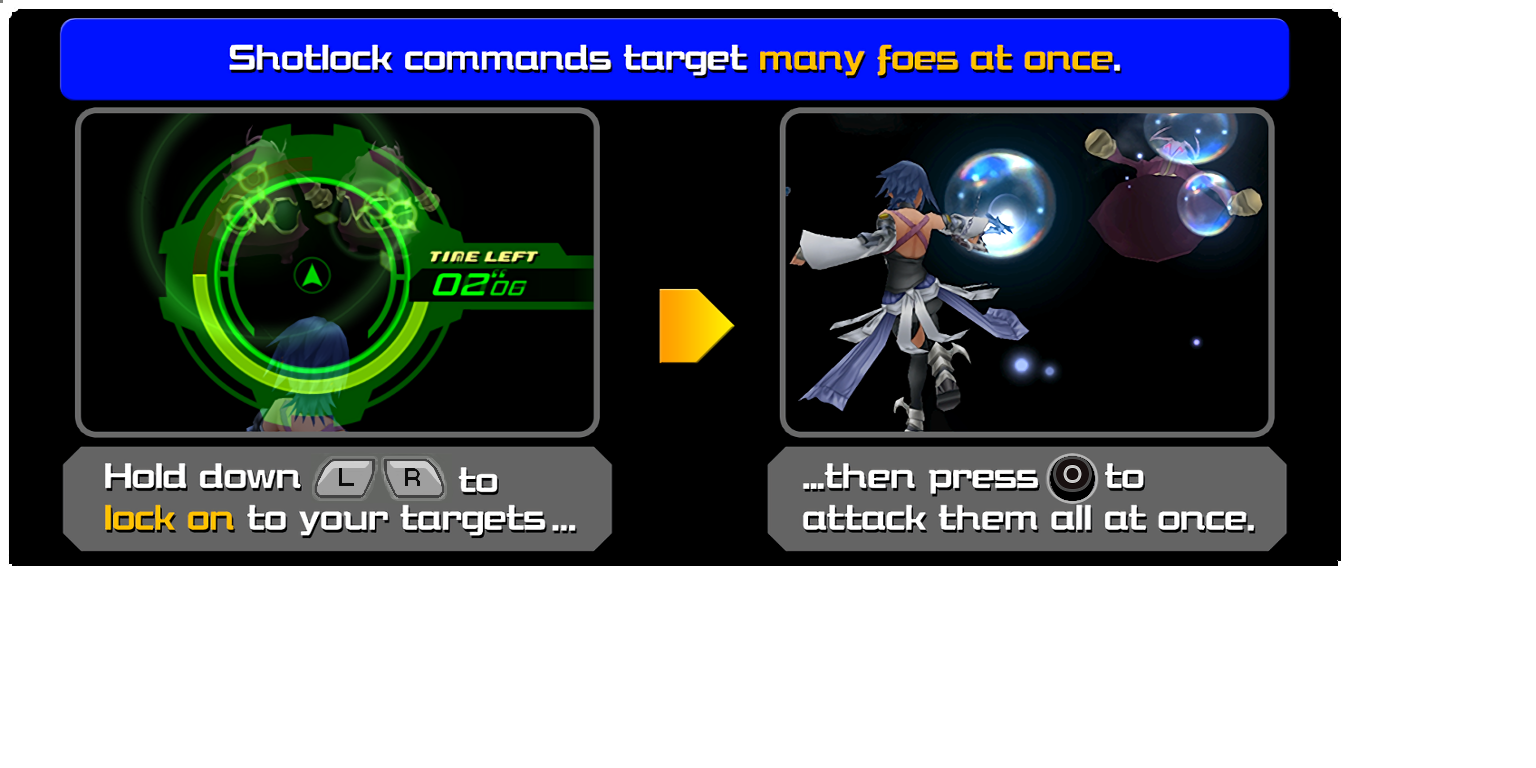 Shotlock commands target many foes at once.
TIME LEFT
02"06
Hold down L R to
lock on to your targets...
...then press O to
attack them all at once.